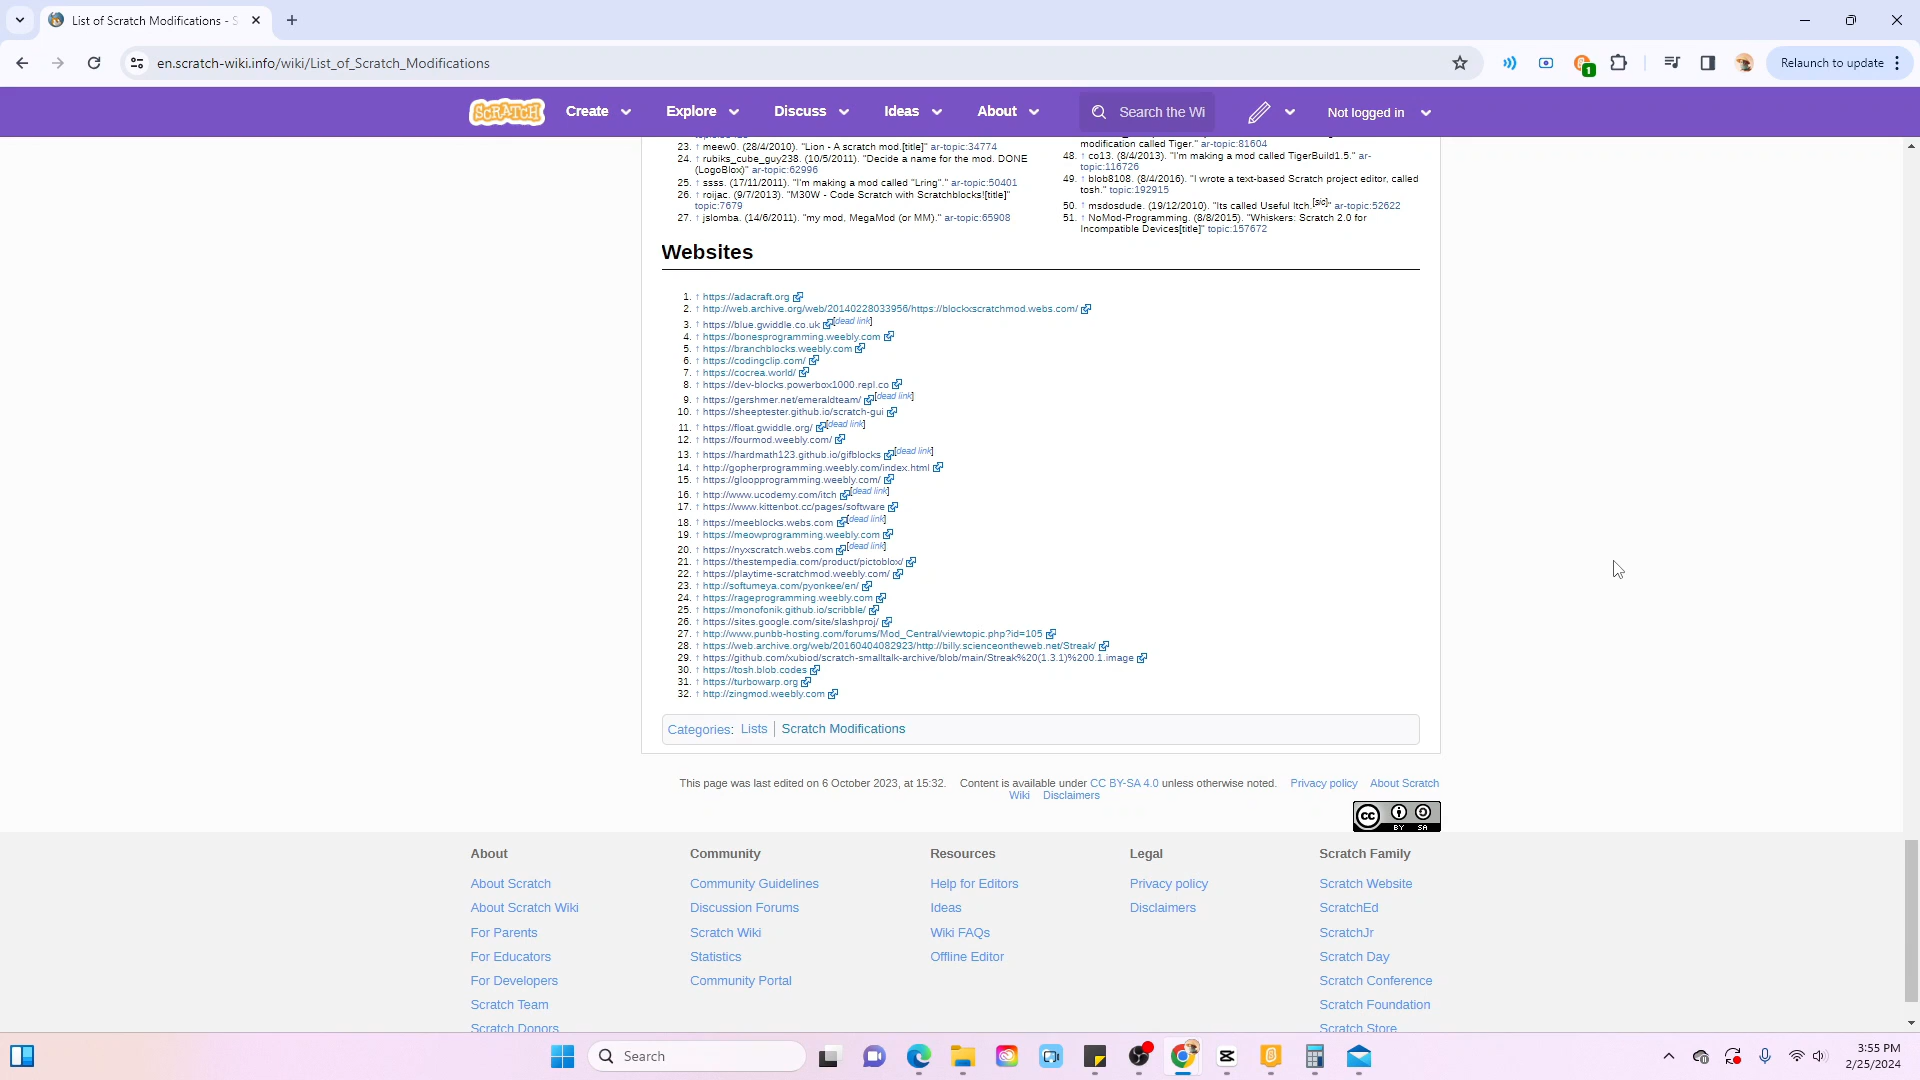 List of Scratch Modifications - S
en.scratch-wiki.info/wiki/List_of_Scratch_Modifications
1
Relaunch to update
SCRATCH
Create
Explore
Discuss
Ideas
About
Search the Wi
Not logged in
23. ↑ meew0. (28/4/2010). "Lion - A scratch mod.[title]" ar-topic:34774
24. ↑ rubiks_cube_guy238. (10/5/2011). "Decide a name for the mod. DONE
(LogoBlox)" ar-topic:62996
25. ↑ ssss. (17/11/2011). "I'm making a mod called "Lring"." ar-topic:50401
26. ↑ roijac. (9/7/2013). "M30W - Code Scratch with Scratchblocks![title]"
topic:7679
27. ↑ jslomba. (14/6/2011). "my mod, MegaMod (or MM)." ar-topic:65908
modification called Tiger." ar-topic:81604
48. ↑ co13. (8/4/2013). "I'm making a mod called TigerBuild1.5." ar-
topic:116726
49. ↑ blob8108. (8/4/2016). "I wrote a text-based Scratch project editor, called
tosh." topic:192915
50. ↑ msdosdude. (19/12/2010). "Its called Useful Itch.[sic]" ar-topic:52622
51. ↑ NoMod-Programming. (8/8/2015). "Whiskers: Scratch 2.0 for
Incompatible Devices[title]" topic:157672
Websites
1. ↑ https://adacraft.org
2. ↑ http://web.archive.org/web/20140228033956/https://blockxscratchmod.webs.com/
3. ↑ https://blue.gwiddle.co.uk [dead link]
4. ↑ https://bonesprogramming.weebly.com
5. ↑ https://branchblocks.weebly.com
6. ↑ https://codingclip.com/
7. ↑ https://cocrea.world/
8. ↑ https://dev-blocks.powerbox1000.repl.co
9. ↑ https://gershmer.net/emeraldteam/ [dead link]
10. ↑ https://sheeptester.github.io/scratch-gui
11. ↑ https://float.gwiddle.org/ [dead link]
12. ↑ https://fourmod.weebly.com/
13. ↑ https://hardmath123.github.io/gifblocks [dead link]
14. ↑ http://gopherprogramming.weebly.com/index.html
15. ↑ https://gloopprogramming.weebly.com/
16. ↑ http://www.ucodemy.com/itch [dead link]
17. ↑ https://www.kittenbot.cc/pages/software
18. ↑ https://meeblocks.webs.com [dead link]
19. ↑ https://meowprogramming.weebly.com
20. ↑ https://nyxscratch.webs.com [dead link]
21. ↑ https://thestempedia.com/product/pictoblox/
22. ↑ https://playtime-scratchmod.weebly.com/
23. ↑ http://softumeya.com/pyonkee/en/
24. ↑ https://rageprogramming.weebly.com
25. ↑ https://monofonik.github.io/scribble/
26. ↑ https://sites.google.com/site/slashproj/
27. ↑ http://www.punbb-hosting.com/forums/Mod_Central/viewtopic.php?id=105
28. ↑ https://web.archive.org/web/20160404082923/http://billy.scienceontheweb.net/Streak/
29. ↑ https://github.com/xubiod/scratch-smalltalk-archive/blob/main/Streak%20(1.3.1)%200.1.image
30. ↑ https://tosh.blob.codes
31. ↑ https://turbowarp.org
32. ↑ http://zingmod.weebly.com
Categories: Lists | Scratch Modifications
This page was last edited on 6 October 2023, at 15:32. Content is available under CC BY-SA 4.0 unless otherwise noted. Privacy policy About Scratch
Wiki Disclaimers
cc BY SA
About
About Scratch
About Scratch Wiki
For Parents
For Educators
For Developers
Scratch Team
Scratch Donors
Community
Community Guidelines
Discussion Forums
Scratch Wiki
Statistics
Community Portal
Resources
Help for Editors
Ideas
Wiki FAQs
Offline Editor
Legal
Privacy policy
Disclaimers
Scratch Family
Scratch Website
ScratchEd
ScratchJr
Scratch Day
Scratch Conference
Scratch Foundation
Scratch Store
Search
3:55 PM
2/25/2024